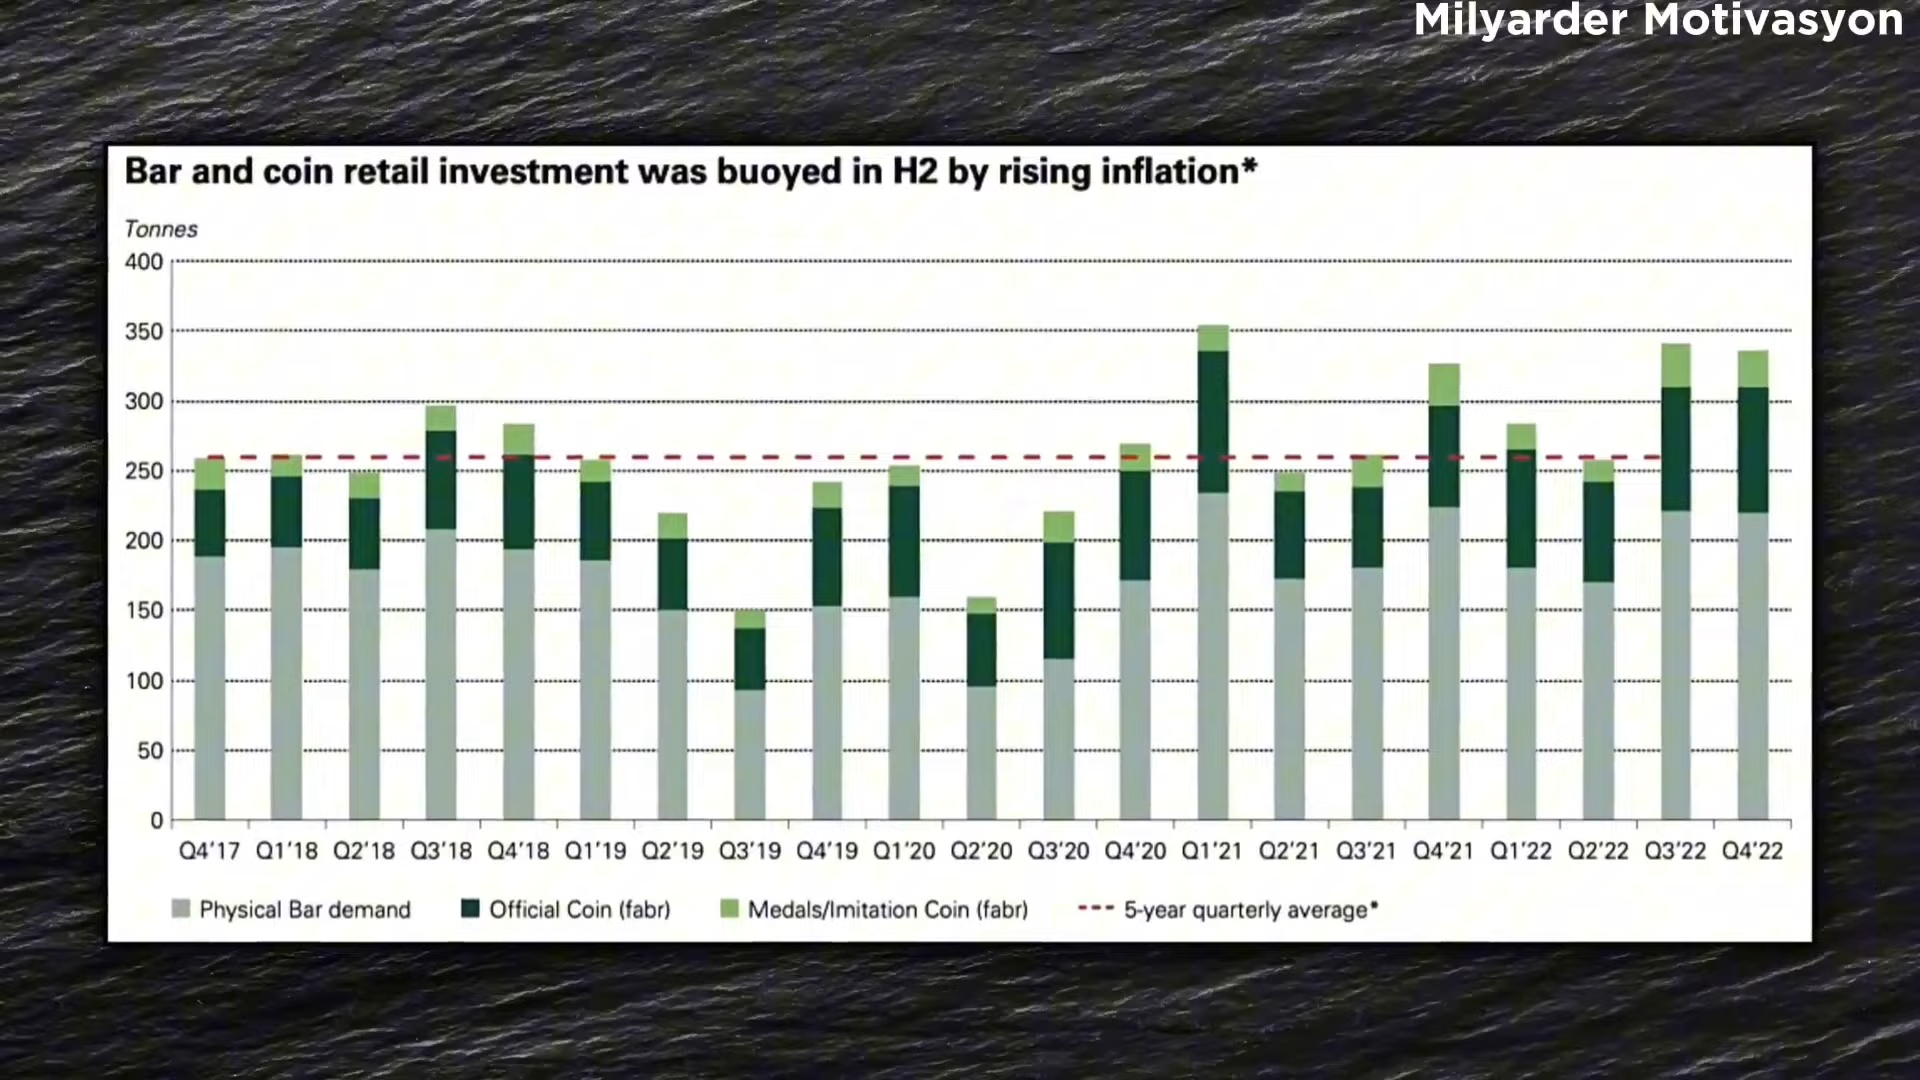 Milyarder Motivasyon
Bar and coin retail investment was buoyed in H2 by rising inflation*
Tonnes
400
350
300
250
200
150
100
50
0
Q4'17 Q1'18 Q2'18 Q3'18 Q4'18 Q1'19 Q2'19 Q3'19 Q4'19 Q1'20 Q2'20 Q3'20 Q4'20 Q1'21 Q2'21 Q3'21 Q4'21 Q1'22 Q2'22 Q3'22 Q4'22
Physical Bar demand Official Coin (fabr) Medals/Imitation Coin (fabr) 5-year quarterly average*